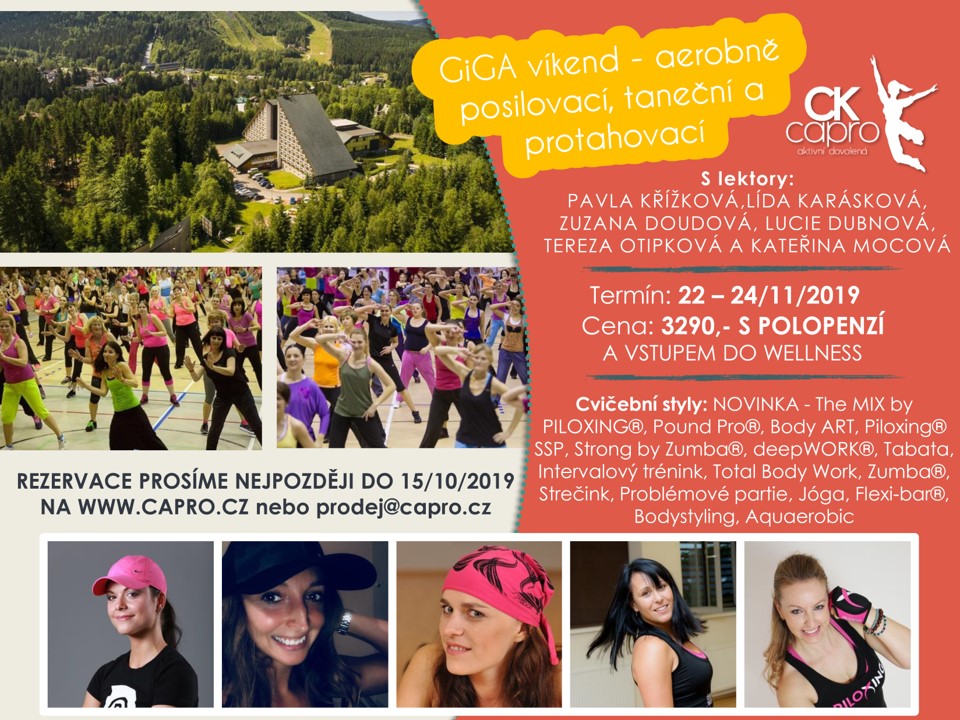 GiGA víkend - aerobně
posilovací, taneční a
protahovací
CK
capro
aktivní dovolená
S lektory:
PAVLA KŘÍŽKOVÁ,LÍDA KARÁSKOVÁ,
ZUZANA DOUDOVÁ, LUCIE DUBNOVÁ,
TEREZA OTIPKOVÁ A KATEŘINA MOCOVÁ
Termín: 22 – 24/11/2019
Cena: 3290,- S POLOPENZÍ
A VSTUPEM DO WELLNESS
Cvičební styly: NOVINKA - The MIX by
PILOXING®, Pound Pro®, Body ART, Piloxing®
SSP, Strong by Zumba®, deepWORK®, Tabata,
Intervalový trénink, Total Body Work, Zumba®,
Strečink, Problémové partie, Jóga, Flexi-bar®,
Bodystyling, Aquaerobic
REZERVACE PROSÍME NEJPOZDĚJI DO 15/10/2019
NA WWW.CAPRO.CZ nebo prodej@capro.cz
PILOXING